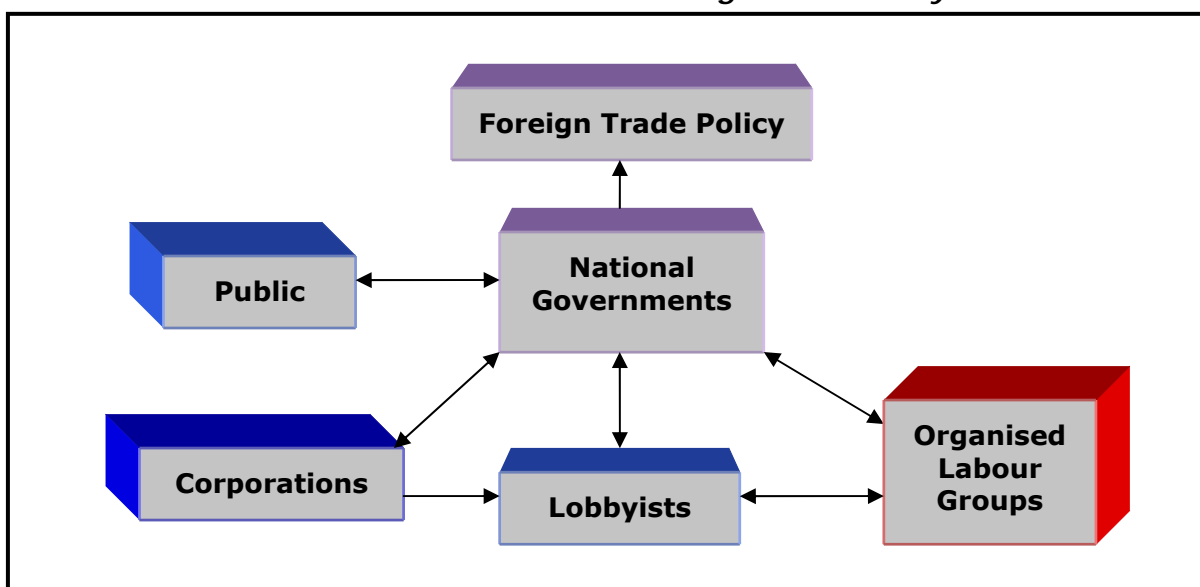 Foreign Trade Policy
National
Governments
Public
Corporations
Lobbyists
Organised
Labour
Groups